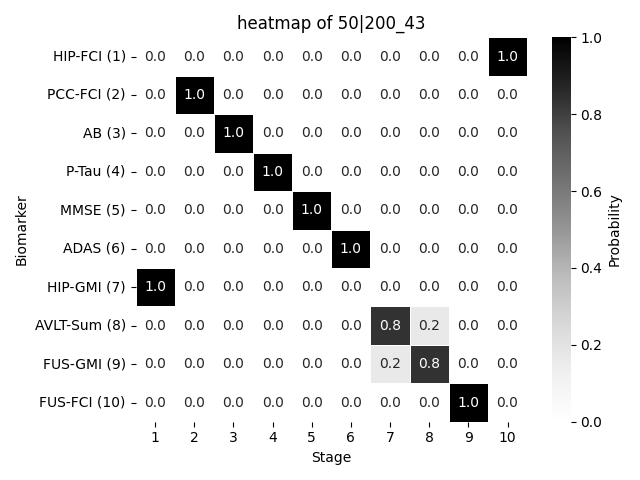 heatmap of 50|200_43
Biomarker
HIP-FCI (1) 0.0 0.0 0.0 0.0 0.0 0.0 0.0 0.0 0.0 1.0
PCC-FCI (2) 0.0 1.0 0.0 0.0 0.0 0.0 0.0 0.0 0.0 0.0
AB (3) 0.0 0.0 1.0 0.0 0.0 0.0 0.0 0.0 0.0 0.0
P-Tau (4) 0.0 0.0 0.0 1.0 0.0 0.0 0.0 0.0 0.0 0.0
MMSE (5) 0.0 0.0 0.0 0.0 1.0 0.0 0.0 0.0 0.0 0.0
ADAS (6) 0.0 0.0 0.0 0.0 0.0 1.0 0.0 0.0 0.0 0.0
HIP-GMI (7) 1.0 0.0 0.0 0.0 0.0 0.0 0.0 0.0 0.0 0.0
AVLT-Sum (8) 0.0 0.0 0.0 0.0 0.0 0.0 0.8 0.2 0.0 0.0
FUS-GMI (9) 0.0 0.0 0.0 0.0 0.0 0.0 0.2 0.8 0.0 0.0
FUS-FCI (10) 0.0 0.0 0.0 0.0 0.0 0.0 0.0 0.0 1.0 0.0
1 2 3 4 5 6 7 8 9 10
Stage
1.0
0.8
0.6
0.4
0.2
0.0
Probability